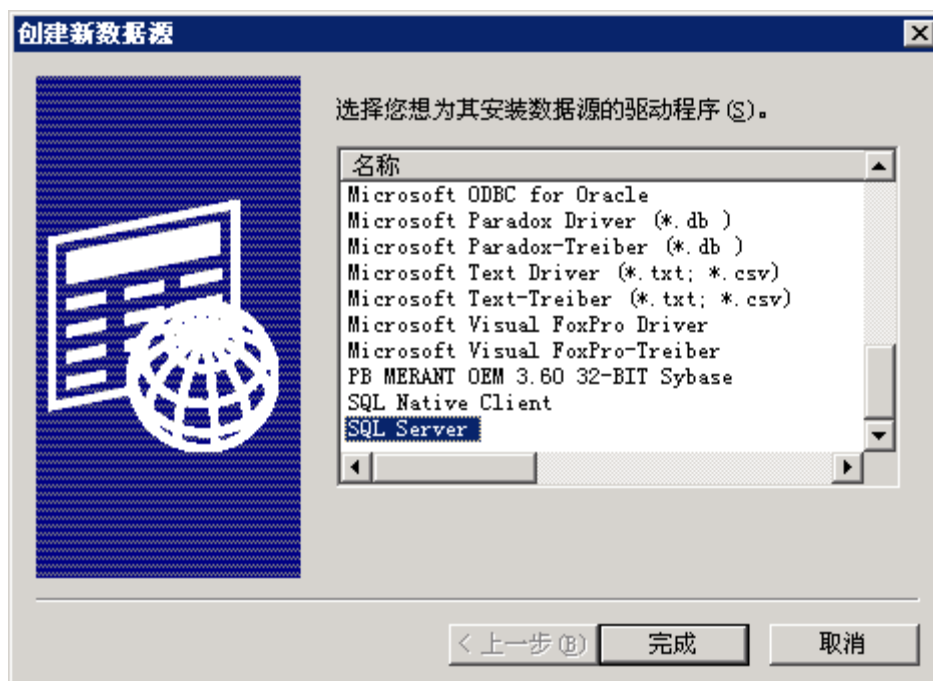 创建新数据源
选择您想为其安装数据源的驱动程序(S)。
名称
Microsoft ODBC for Oracle
Microsoft Paradox Driver (*.db )
Microsoft Paradox-Treiber (*.db )
Microsoft Text Driver (*.txt; *.csv)
Microsoft Text-Treiber (*.txt; *.csv)
Microsoft Visual FoxPro Driver
Microsoft Visual FoxPro-Treiber
PB MERANT OEM 3.60 32-BIT Sybase
SQL Native Client
SQL Server
< 上一步(B)
完成
取消